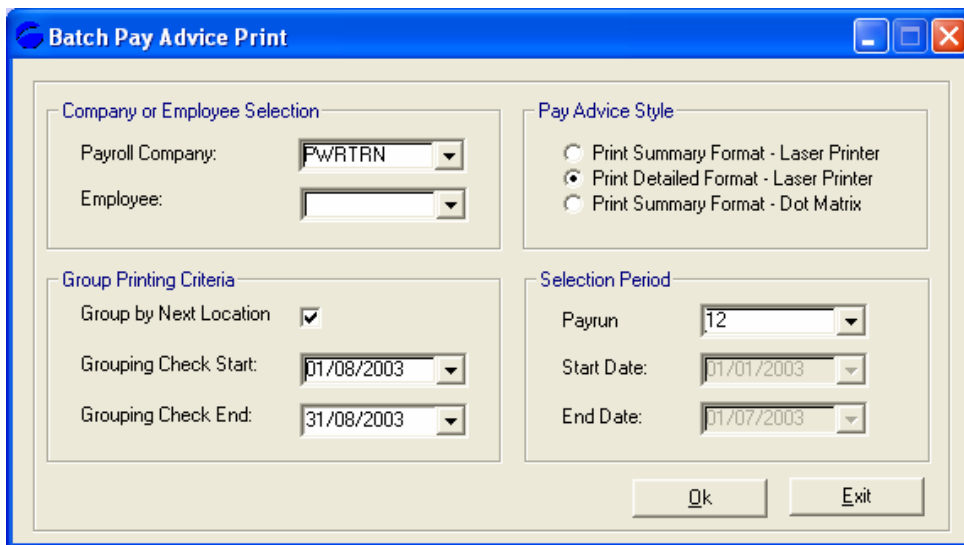 Batch Pay Advice Print
Company or Employee Selection
Payroll Company: PWRTRN
Employee:
Pay Advice Style
Print Summary Format - Laser Printer
Print Detailed Format - Laser Printer
Print Summary Format - Dot Matrix
Group Printing Criteria
Group by Next Location
Grouping Check Start: 01/08/2003
Grouping Check End: 31/08/2003
Selection Period
Payrun 12
Start Date: 01/01/2003
End Date: 01/07/2003
Ok
Exit